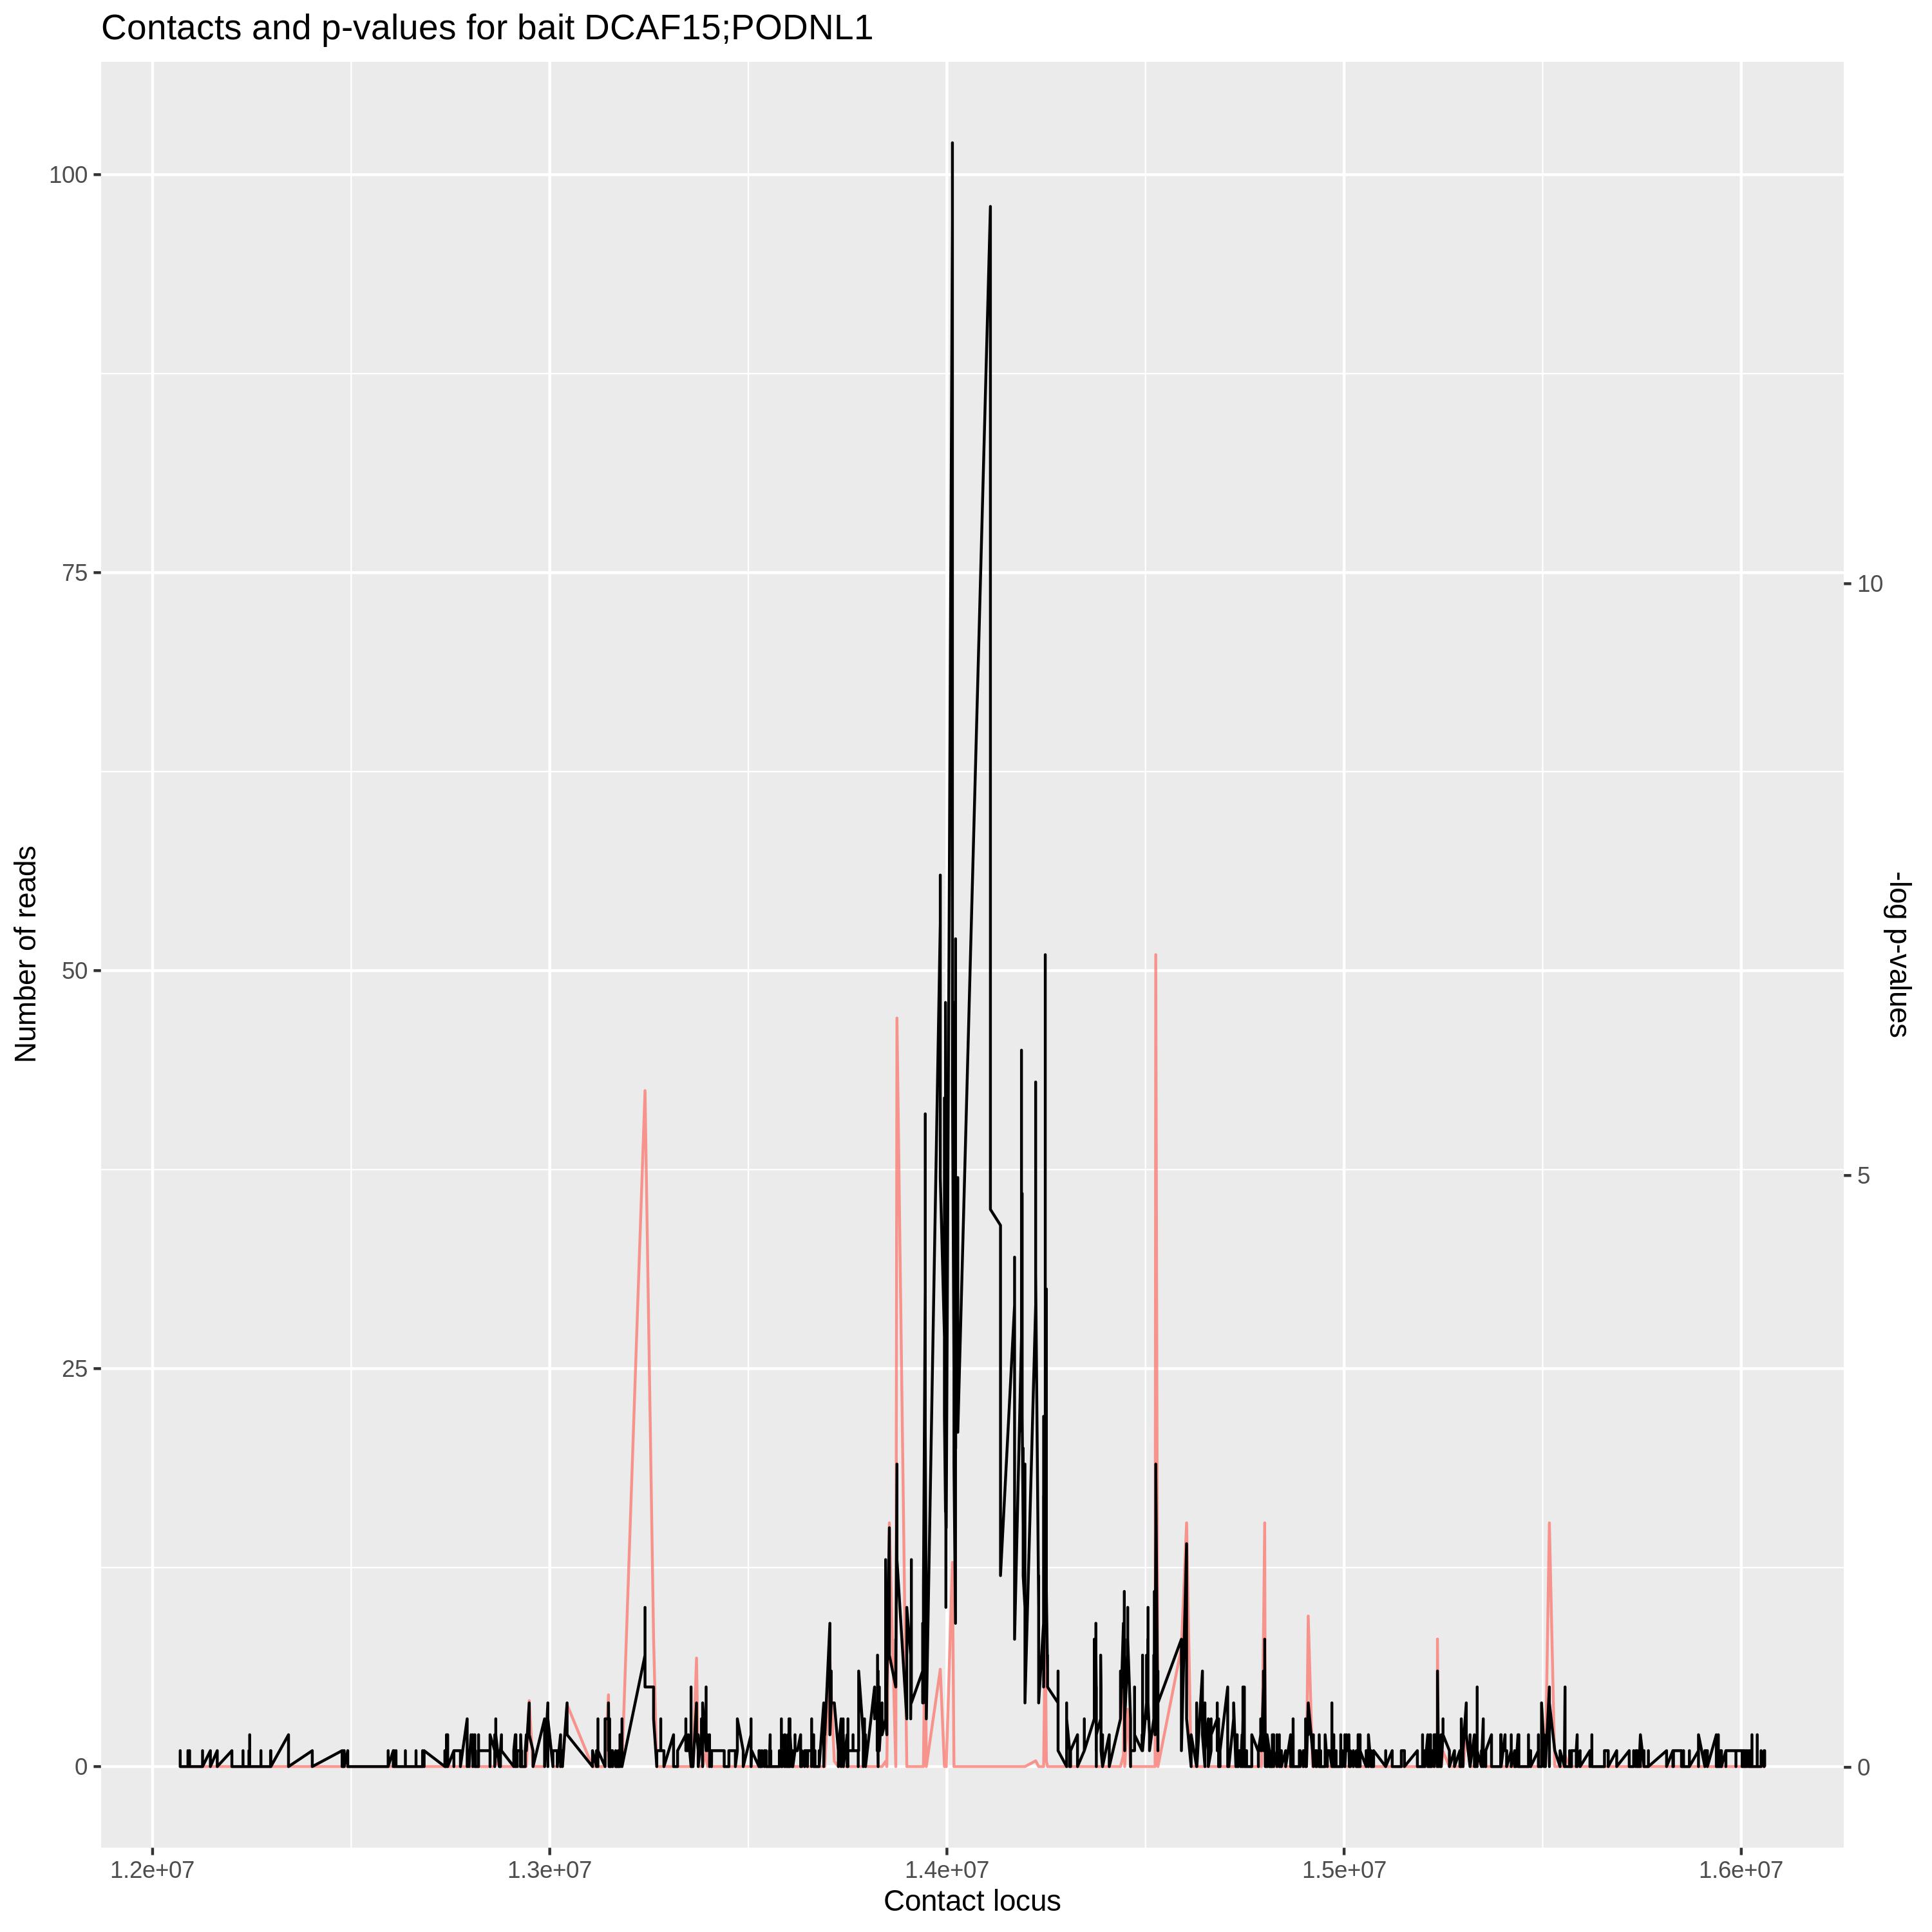 Contacts and p-values for bait DCAF15;PODNL1
100
75
50
25
0
Number of reads
10
5
0
-log p-values
1.2e+07
1.3e+07
1.4e+07
1.5e+07
1.6e+07
Contact locus